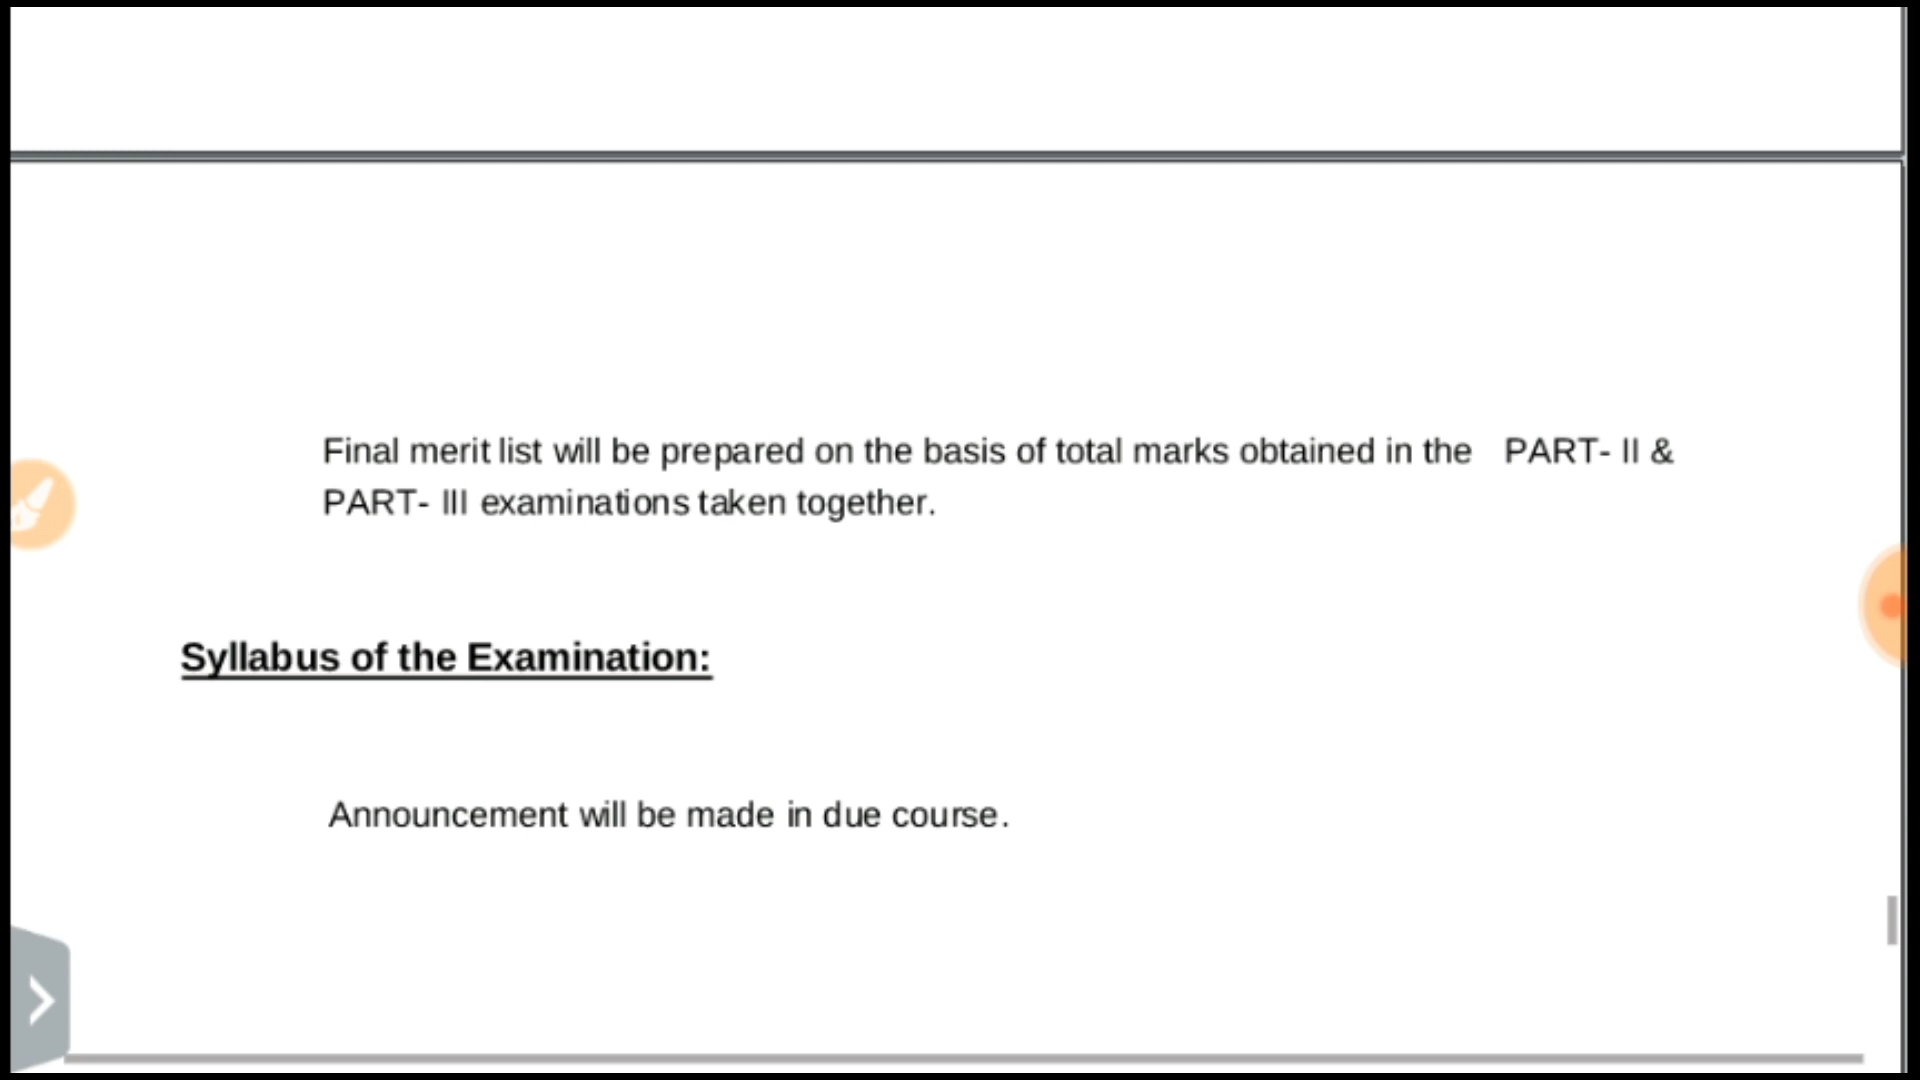 Final merit list will be prepared on the basis of total marks obtained in the PART- II &
PART- III examinations taken together.
Syllabus of the Examination:
Announcement will be made in due course.